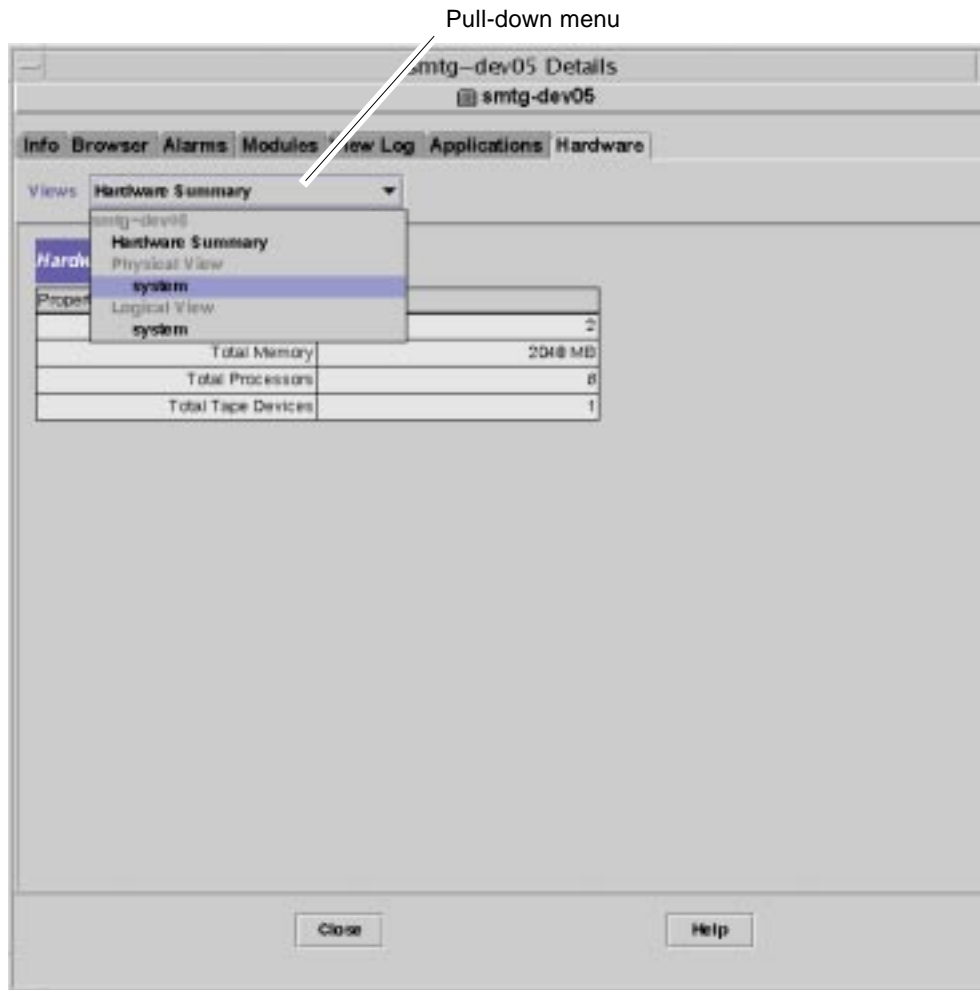 Pull-down menu
smtg-dev05 Details
smtg-dev05
Info Browser Alarms Modules View Log Applications Hardware
Views Hardware Summary
smtg-dev05
Hardware Summary
Physical View
system
Logical View
system
2
Total Memory 2048 MB
Total Processors
Total Tape Devices 1
Close Help